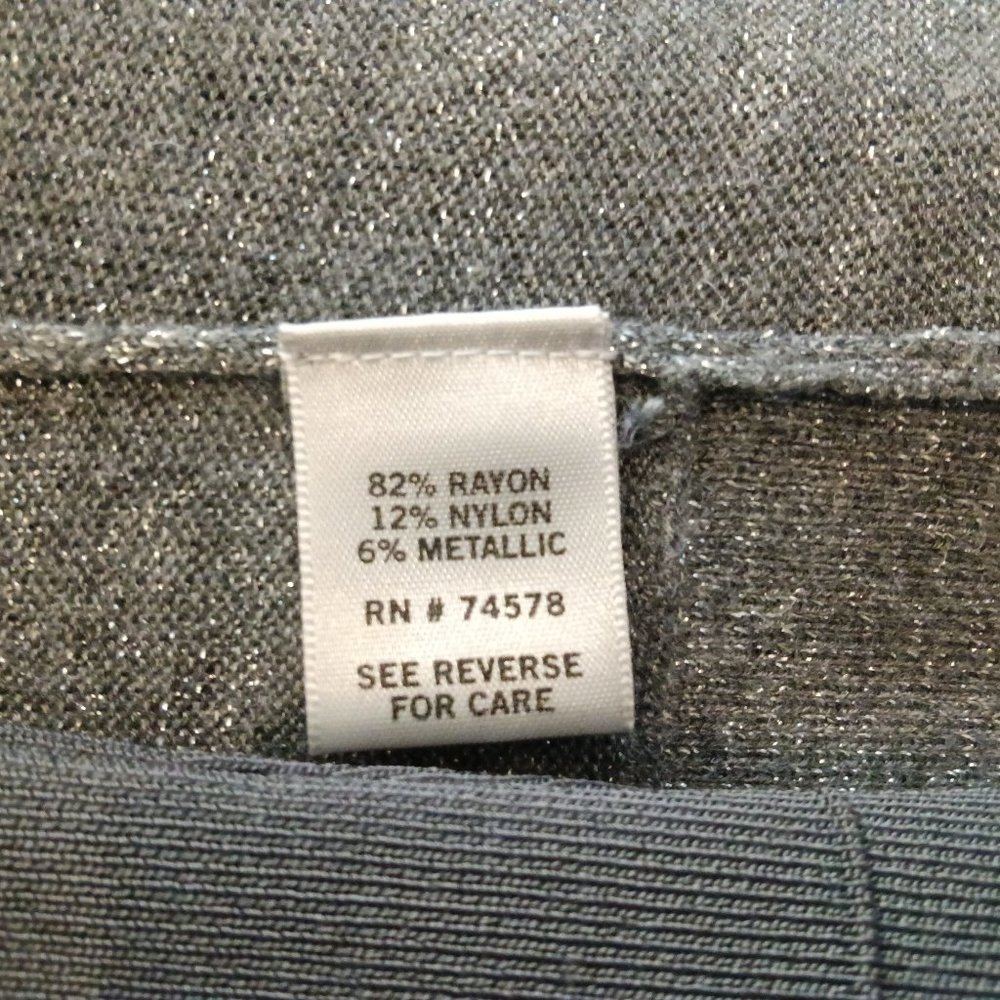 82% RAYON
12% NYLON
6% METALLIC
RN # 74578
SEE REVERSE
FOR CARE